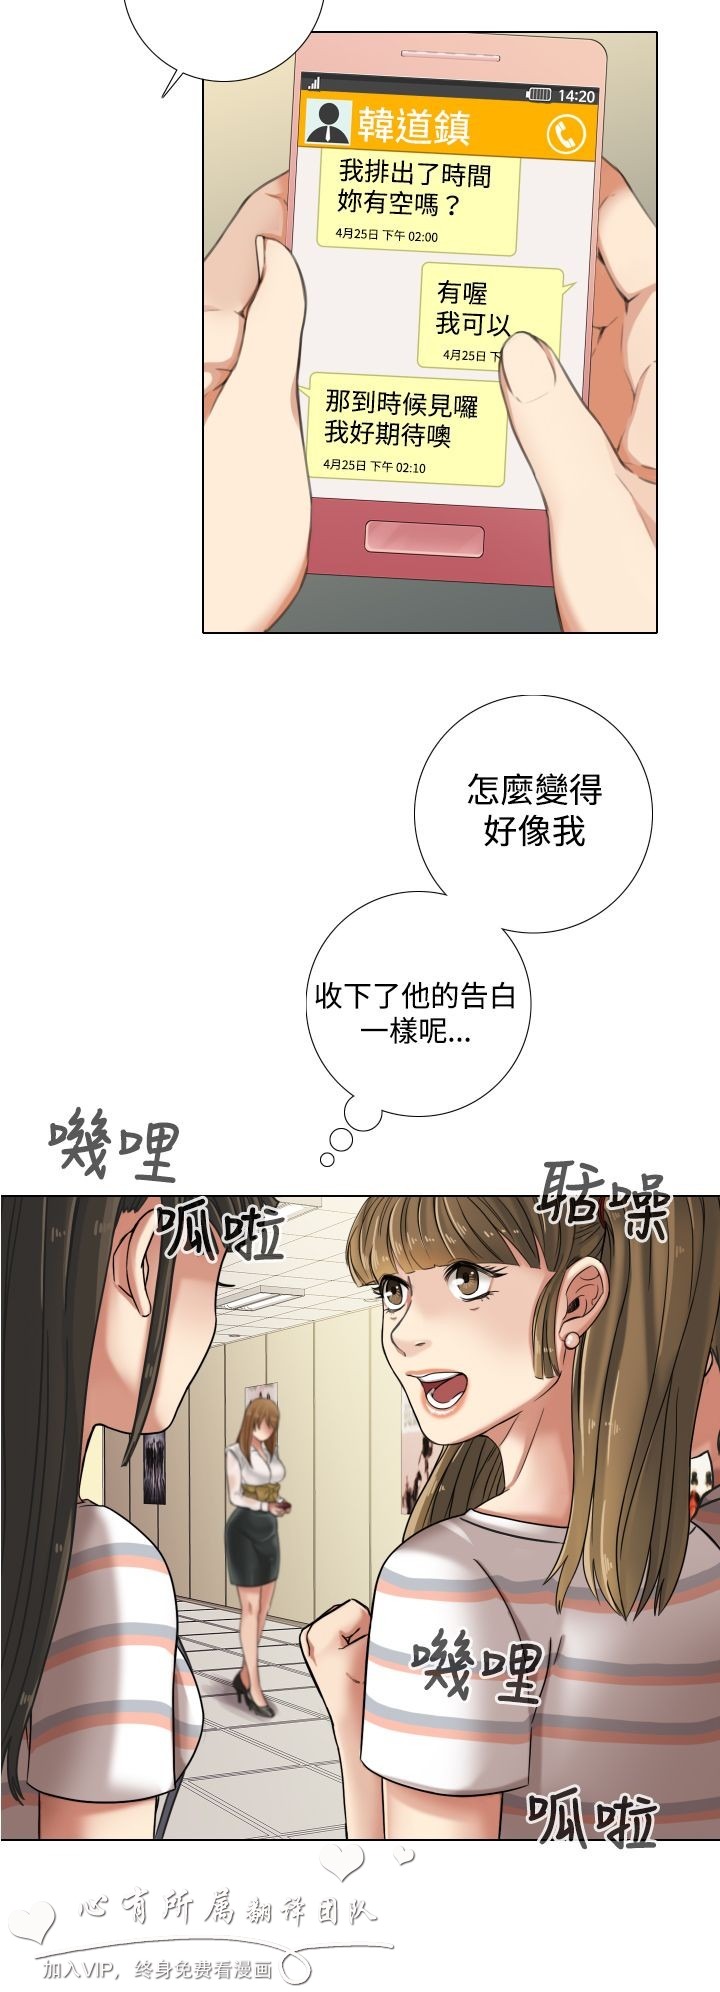 14:20
韓道鎮
我排出了時間
妳有空嗎？
4月25日 下午 02:00
有喔
我可以
4月25日 下
那到時候見囉
我好期待噢
4月25日 下午 02:10
怎麼變得
好像我
收下了他的告白
一樣呢...
嘰哩
呱啦
聒噪
嘰哩
呱啦
心有所属翻译团队
加入VIP，终身免费看漫画